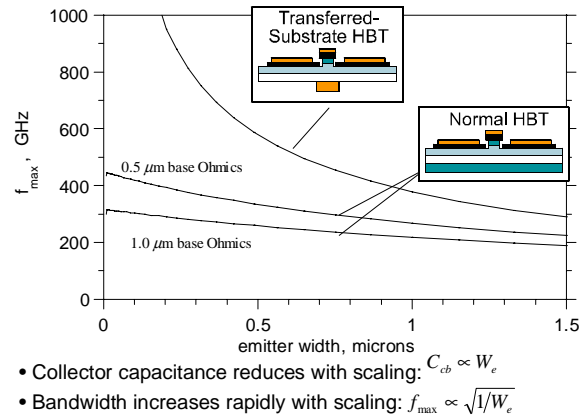 1000
800
600
400
200
0
f_max , GHz
Transferred-
Substrate HBT
Normal HBT
0.5 μm base Ohmics
1.0 μm base Ohmics
0 0.5 1 1.5
emitter width, microns
• Collector capacitance reduces with scaling: C_cb ∝ W_e
• Bandwidth increases rapidly with scaling: f_max ∝ √1/W_e